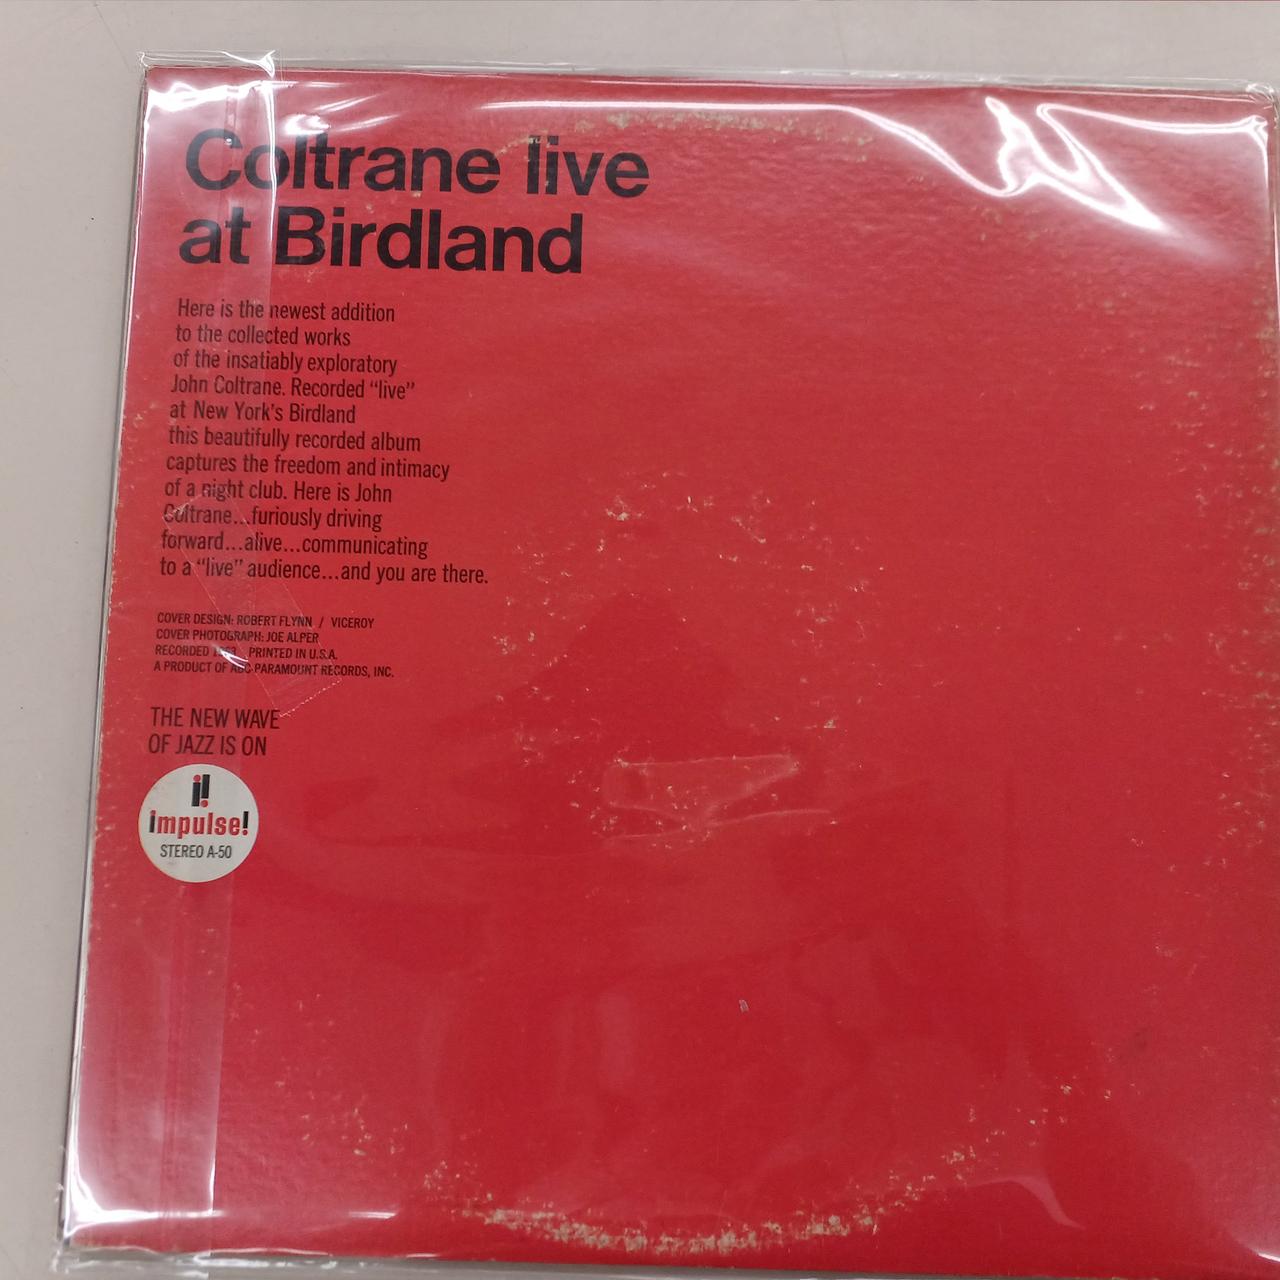 Coltrane live
at Birdland
Here is the newest addition
to the collected works
of the insatiably exploratory
John Coltrane. Recorded “live”
at New York’s Birdland
this beautifully recorded album
captures the freedom and intimacy
of a night club. Here is John
Coltrane...furiously driving
forward...alive...communicating
to a “live” audience...and you are there.
COVER DESIGN: ROBERT FLYNN / VICEROY
COVER PHOTOGRAPH: JOE ALPER
RECORDED 1963 PRINTED IN U.S.A.
A PRODUCT OF ABC-PARAMOUNT RECORDS, INC.
THE NEW WAVE
OF JAZZ IS ON
i!
impulse!
STEREO A-50